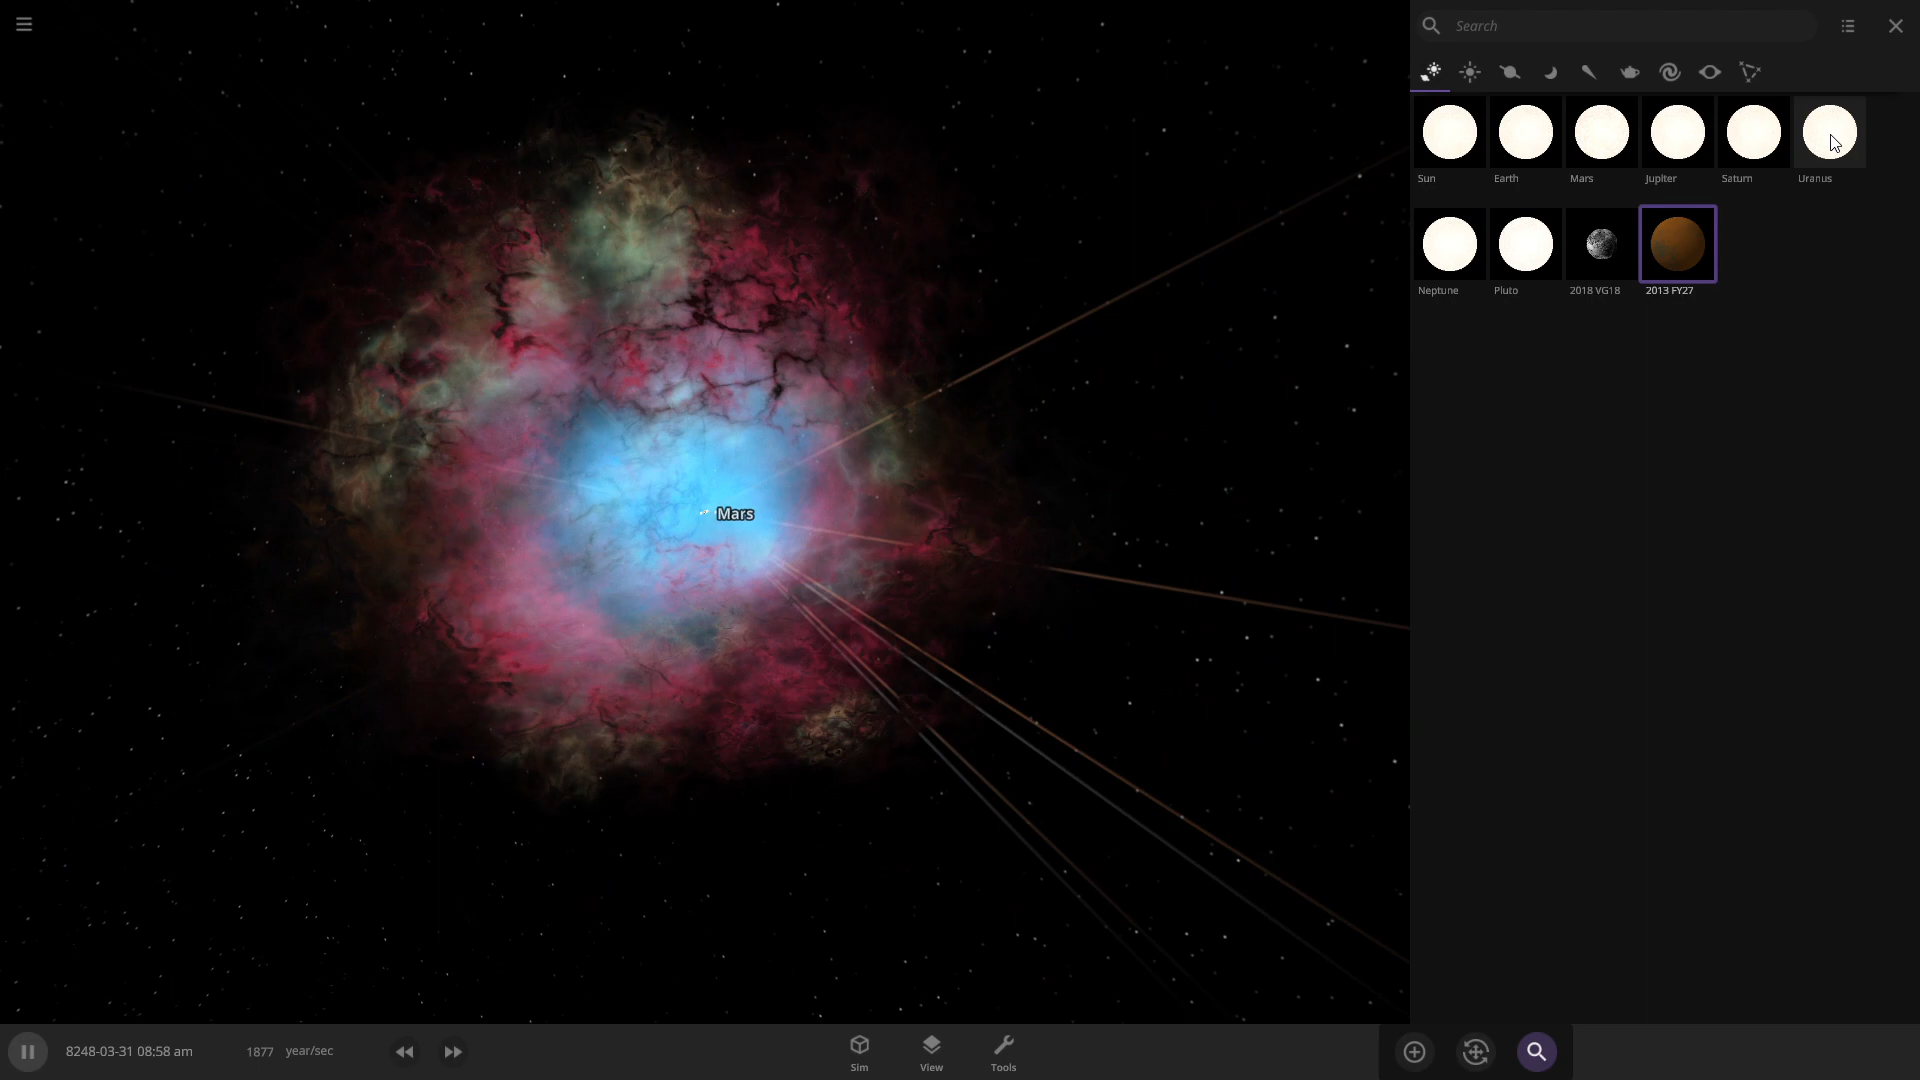 Search
Sun
Earth
Mars
Jupiter
Saturn
Uranus
Neptune
Pluto
2018 VG18
2013 FY27
Mars
8248-03-31 08:58 am
1877 year/sec
Sim
View
Tools